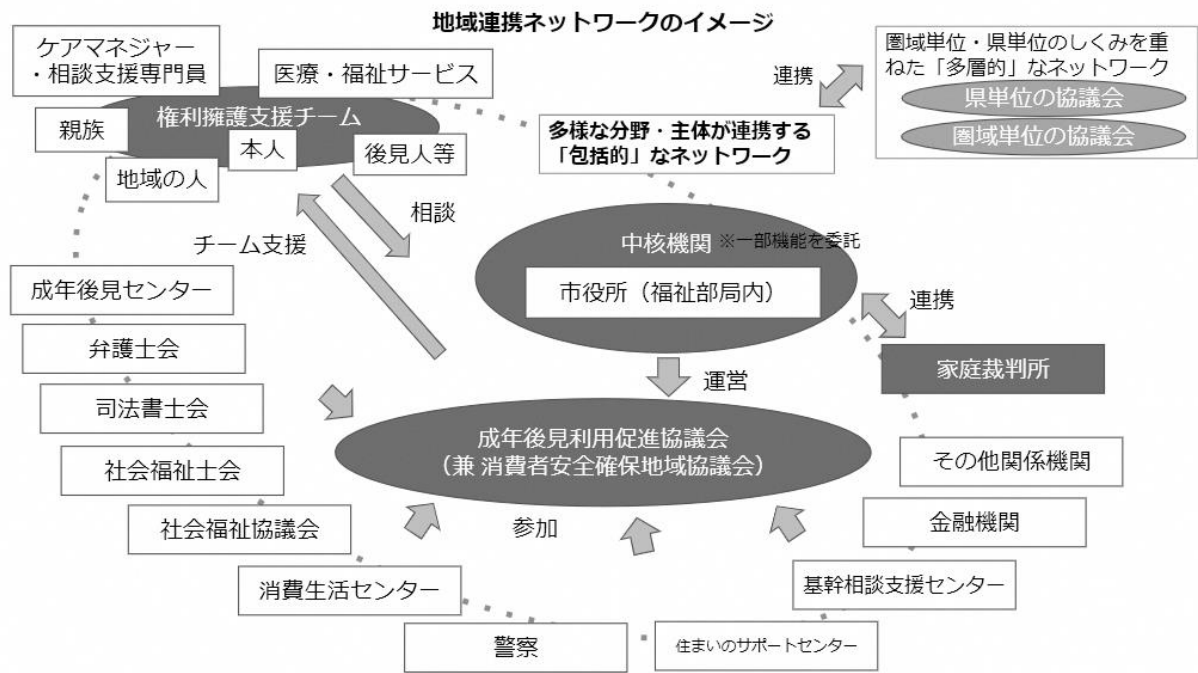 地域連携ネットワークのイメージ
ケアマネジャー
・相談支援専門員
医療・福祉サービス
権利擁護支援チーム
親族
本人
後見人等
地域の人
連携
圏域単位・県単位のしくみを重
ねた「多層的」なネットワーク
県単位の協議会
圏域単位の協議会
多様な分野・主体が連携する
「包括的」なネットワーク
相談
チーム支援
中核機関 ※一部機能を委託
市役所（福祉部局内）
連携
家庭裁判所
運営
成年後見利用促進協議会
（兼 消費者安全確保地域協議会）
参加
成年後見センター
弁護士会
司法書士会
社会福祉士会
社会福祉協議会
消費生活センター
警察
住まいのサポートセンター
基幹相談支援センター
金融機関
その他関係機関